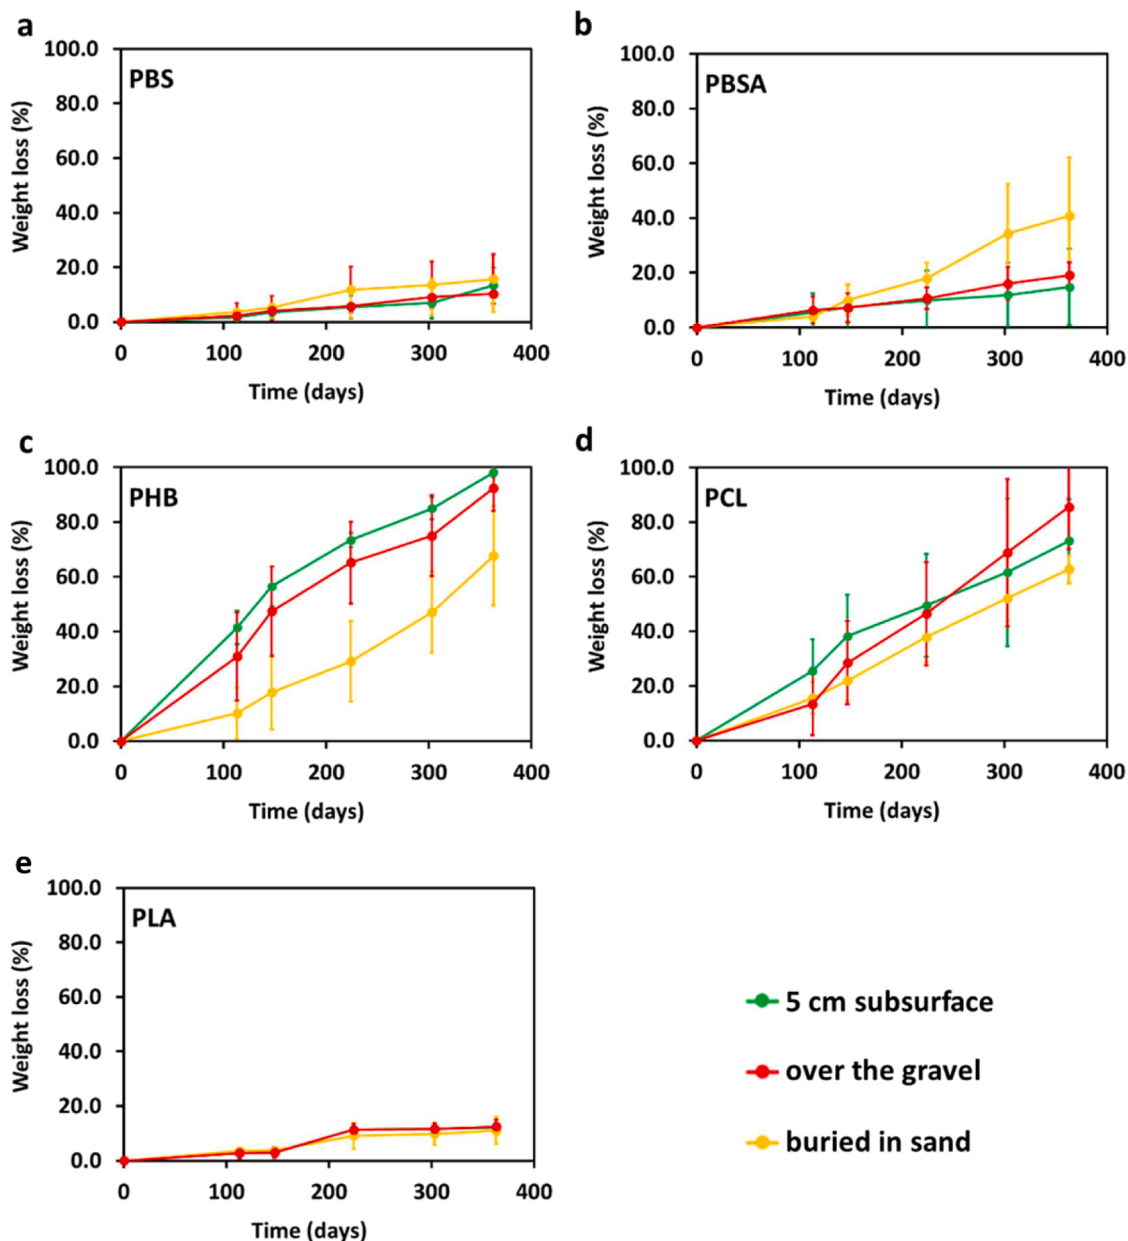 a
100.0
80.0
60.0
40.0
20.0
0.0
Weight loss (%)
PBS
0 100 200 300 400
Time (days)
b
100.0
80.0
60.0
40.0
20.0
0.0
Weight loss (%)
PBSA
0 100 200 300 400
Time (days)
c
100.0
80.0
60.0
40.0
20.0
0.0
Weight loss (%)
PHB
0 100 200 300 400
Time (days)
d
100.0
80.0
60.0
40.0
20.0
0.0
Weight loss (%)
PCL
0 100 200 300 400
Time (days)
e
100.0
80.0
60.0
40.0
20.0
0.0
Weight loss (%)
PLA
0 100 200 300 400
Time (days)
5 cm subsurface
over the gravel
buried in sand